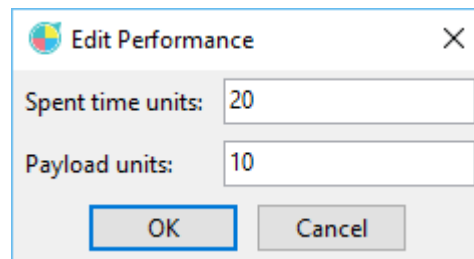 Edit Performance
Spent time units: 20
Payload units: 10
OK Cancel